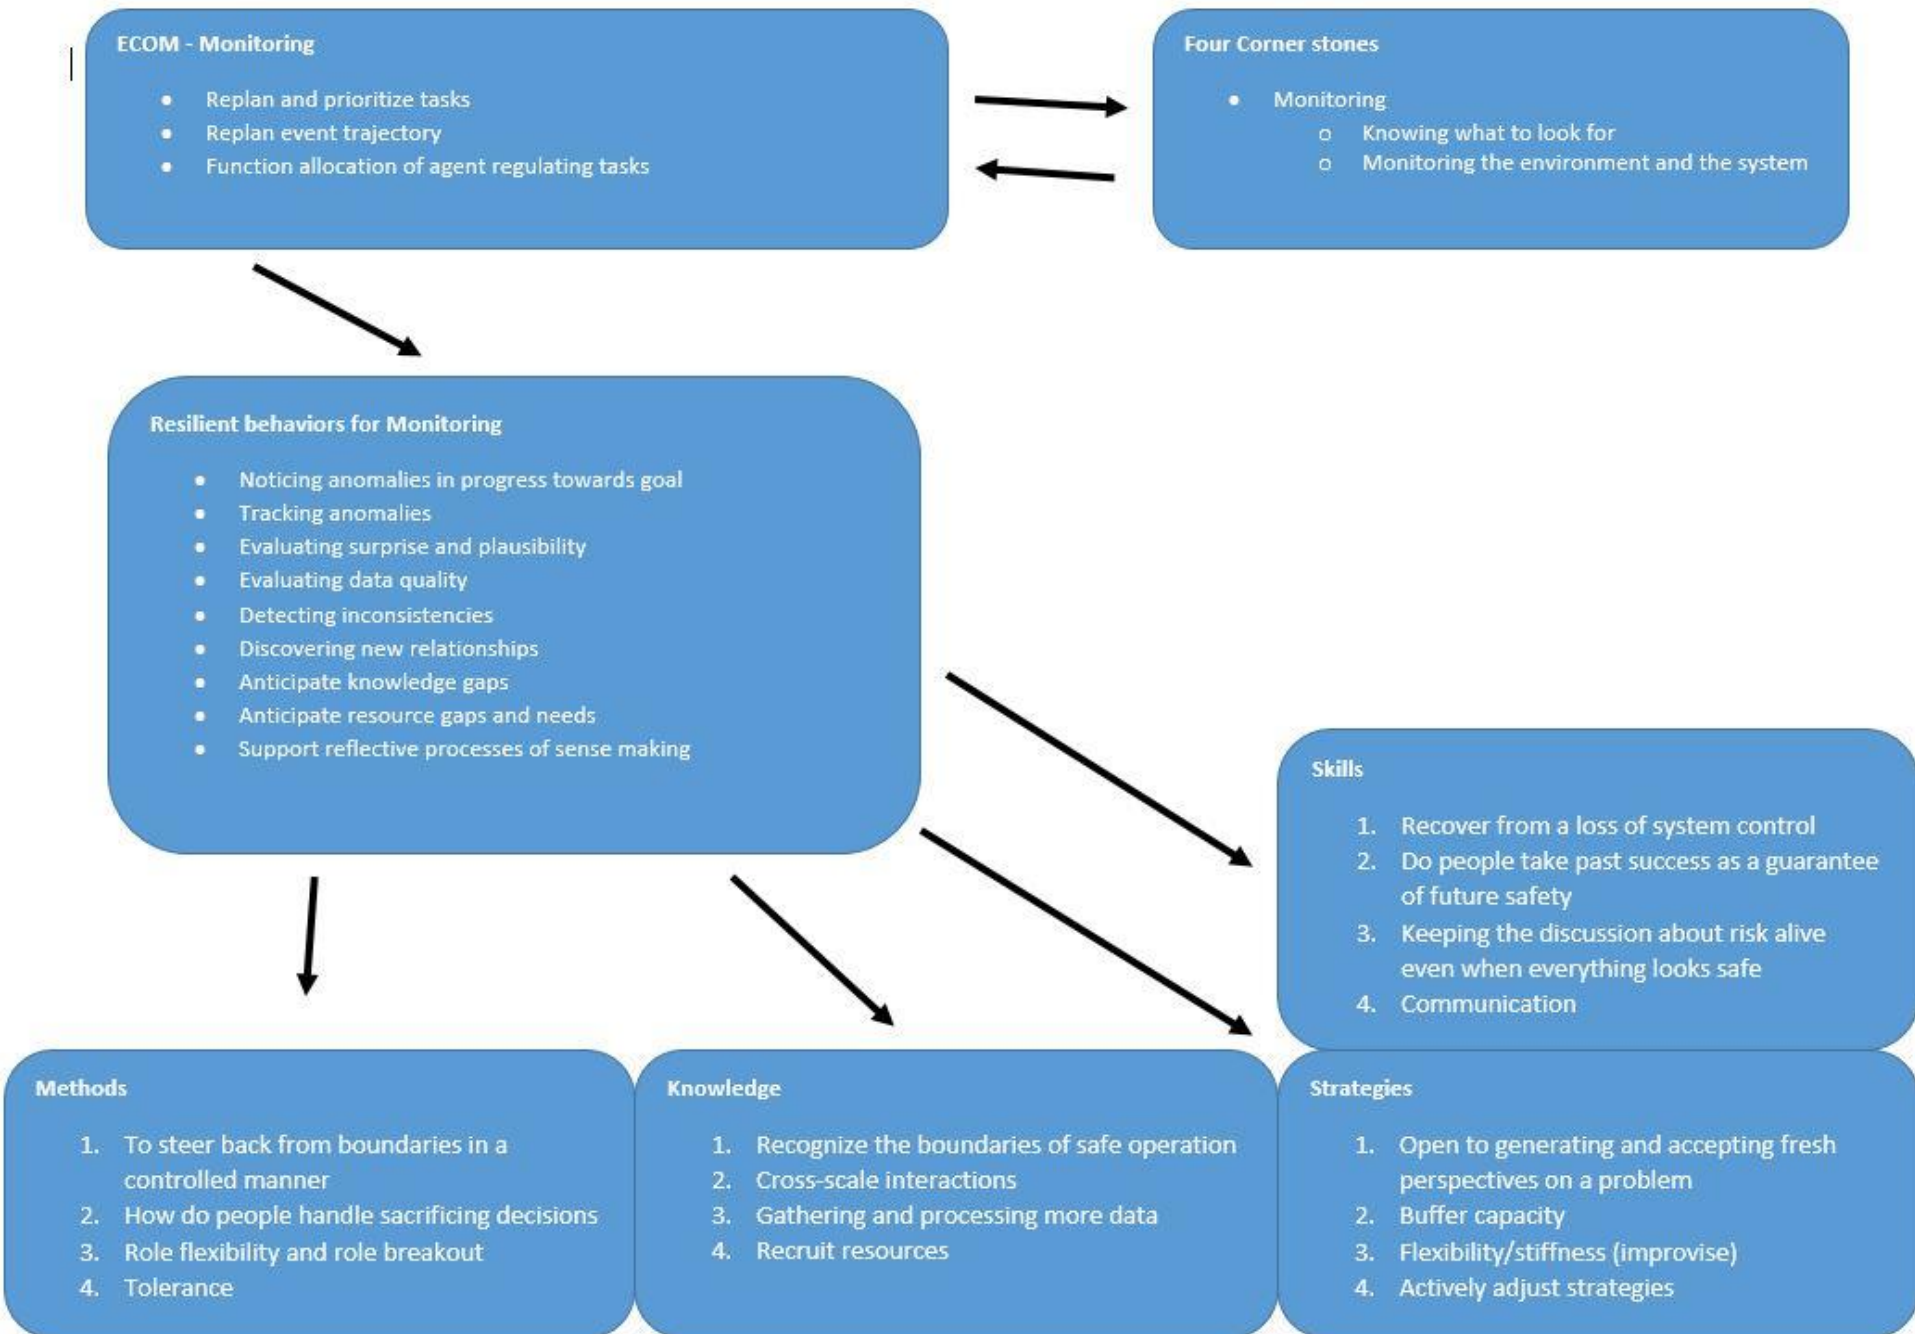 ECOM - Monitoring
• Replan and prioritize tasks
• Replan event trajectory
• Function allocation of agent regulating tasks
Four Corner stones
• Monitoring
o Knowing what to look for
o Monitoring the environment and the system
Resilient behaviors for Monitoring
• Noticing anomalies in progress towards goal
• Tracking anomalies
• Evaluating surprise and plausibility
• Evaluating data quality
• Detecting inconsistencies
• Discovering new relationships
• Anticipate knowledge gaps
• Anticipate resource gaps and needs
• Support reflective processes of sense making
Skills
1. Recover from a loss of system control
2. Do people take past success as a guarantee
of future safety
3. Keeping the discussion about risk alive
even when everything looks safe
4. Communication
Methods
1. To steer back from boundaries in a
controlled manner
2. How do people handle sacrificing decisions
3. Role flexibility and role breakout
4. Tolerance
Knowledge
1. Recognize the boundaries of safe operation
2. Cross-scale interactions
3. Gathering and processing more data
4. Recruit resources
Strategies
1. Open to generating and accepting fresh
perspectives on a problem
2. Buffer capacity
3. Flexibility/stiffness (improvise)
4. Actively adjust strategies